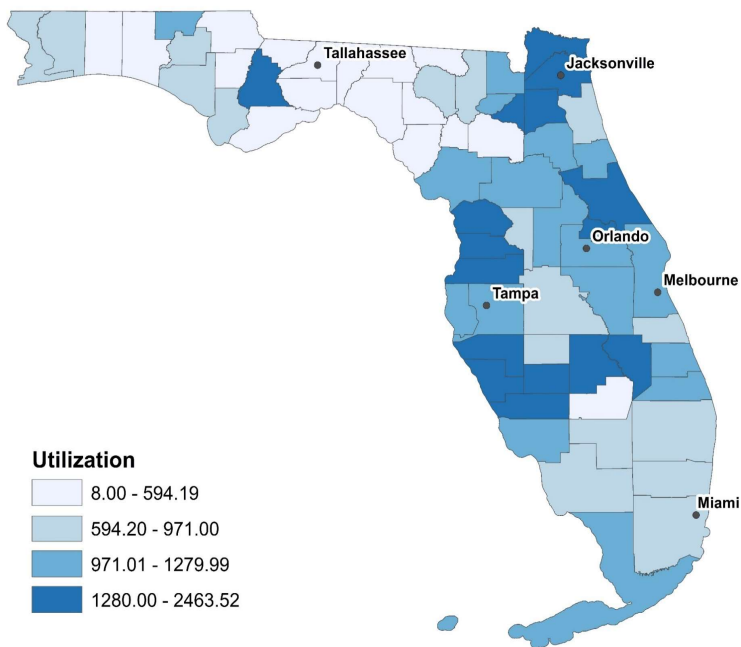 Tallahassee
Jacksonville
Orlando
Melbourne
Tampa
Miami
Utilization
8.00 - 594.19
594.20 - 971.00
971.01 - 1279.99
1280.00 - 2463.52